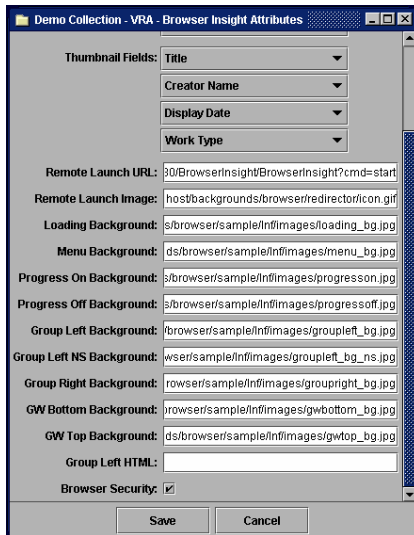 Demo Collection - VRA - Browser Insight Attributes
Thumbnail Fields: Title
Creator Name
Display Date
Work Type
Remote Launch URL: 30/BrowserInsight/BrowserInsight?cmd=start
Remote Launch Image: host/backgrounds/browser/redirector/icon.gif
Loading Background: s/browser/sample/Inf/images/loading_bg.jpg
Menu Background: ds/browser/sample/Inf/images/menu_bg.jpg
Progress On Background: s/browser/sample/Inf/images/progresson.jpg
Progress Off Background: s/browser/sample/Inf/images/progressoff.jpg
Group Left Background: /browser/sample/Inf/images/groupleft_bg.jpg
Group Left NS Background: wser/sample/Inf/images/groupleft_bg_ns.jpg
Group Right Background: rowser/sample/Inf/images/groupright_bg.jpg
GW Bottom Background: browser/sample/Inf/images/gwbottom_bg.jpg
GW Top Background: ds/browser/sample/Inf/images/gwtop_bg.jpg
Group Left HTML:
Browser Security:
Save Cancel